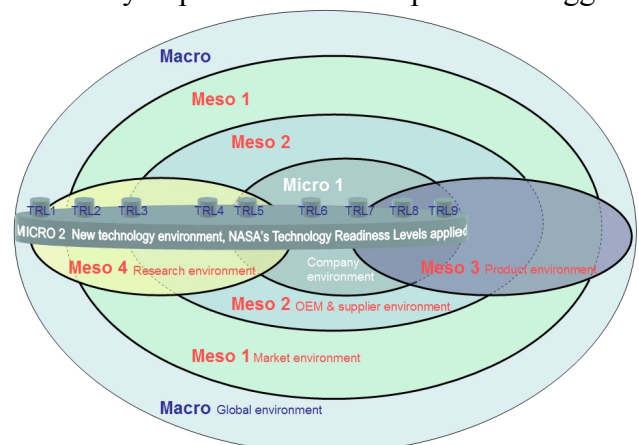 Macro
Meso 1
Meso 2
Micro 1
TRL1 TRL2 TRL3 TRL4 TRL5 TRL6 TRL7 TRL8 TRL9
MICRO 2 New technology environment, NASA's Technology Readiness Levels applied
Meso 4 Research environment
Company
environment
Meso 3 Product environment
Meso 2 OEM & supplier environment
Meso 1 Market environment
Macro Global environment